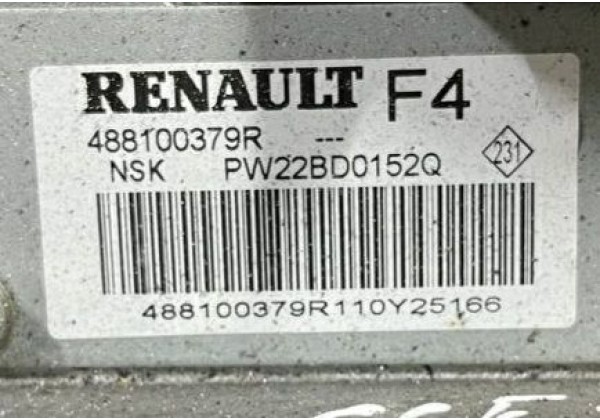 RENAULT F4
488100379R ---
NSK PW22BD0152Q 231
488100379R110Y25166